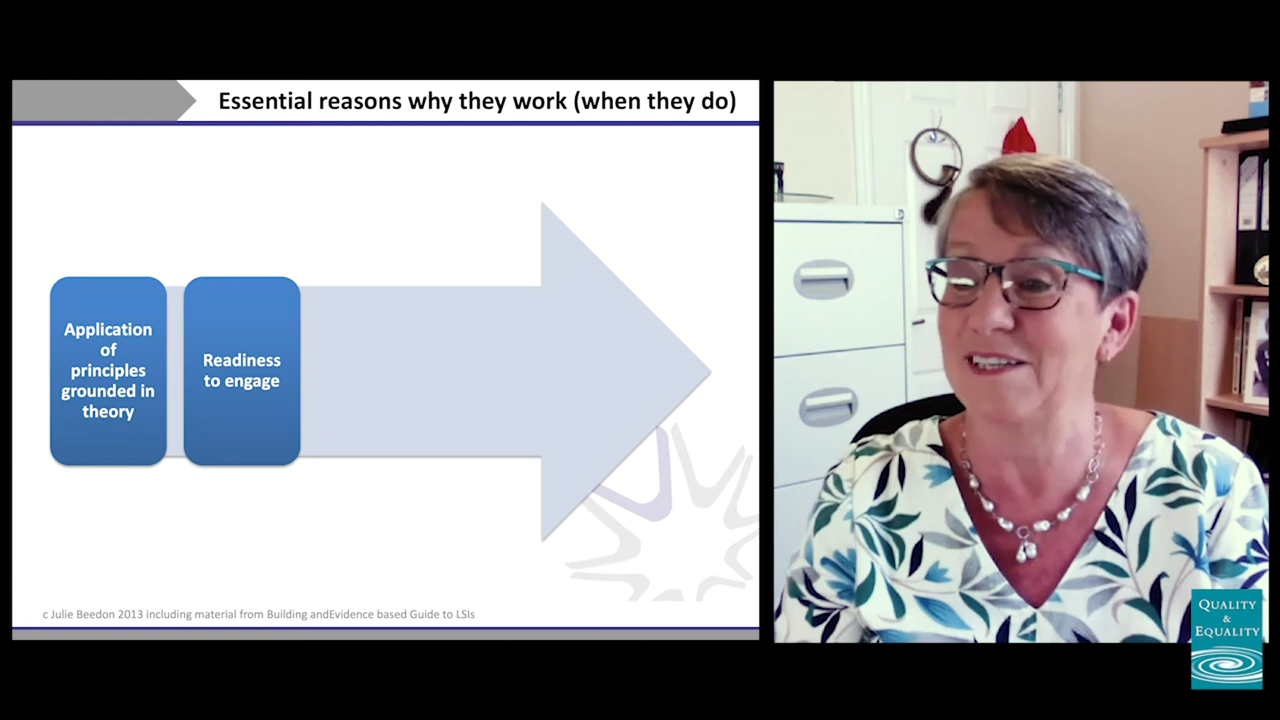 Essential reasons why they work (when they do)
Application
of
principles
grounded in
theory
Readiness
to engage
c Julie Beedon 2013 including material from Building andEvidence based Guide to LSIs
QUALITY
&
EQUALITY